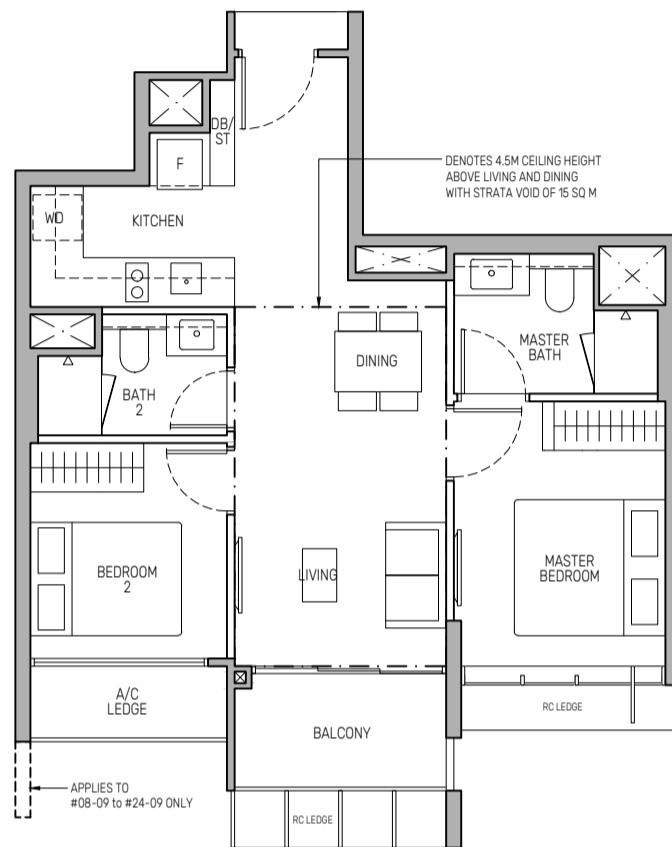 DB/
ST
F
DENOTES 4.5M CEILING HEIGHT
ABOVE LIVING AND DINING
WITH STRATA VOID OF 15 SQ M
WD
KITCHEN
MASTER
BATH
DINING
BATH
2
BEDROOM
2
LIVING
MASTER
BEDROOM
A/C
LEDGE
RC LEDGE
BALCONY
APPLIES TO
#08-09 to #24-09 ONLY
RC LEDGE